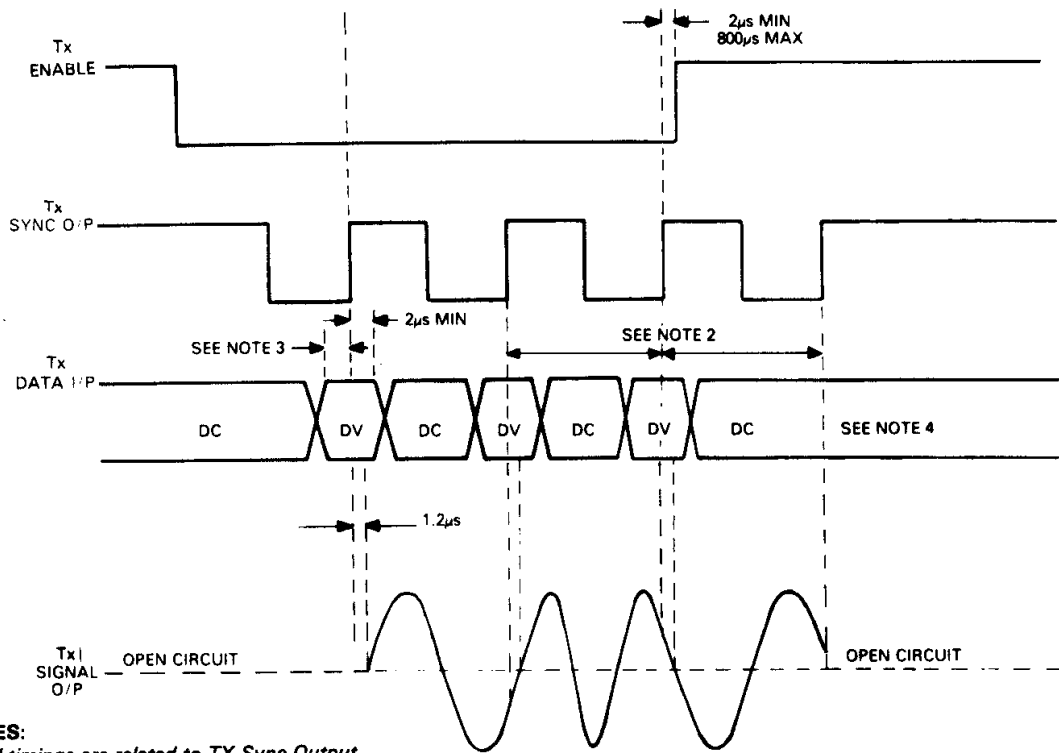 2µs MIN
800µs MAX
Tx
ENABLE
Tx
SYNC O/P
2µs MIN
SEE NOTE 3
SEE NOTE 2
Tx
DATA I/P
DC
DV
DC
DV
DC
DV
DC
SEE NOTE 4
1.2µs
Tx
SIGNAL
O/P
OPEN CIRCUIT
OPEN CIRCUIT
ES:
timings are related to TX Sync Output